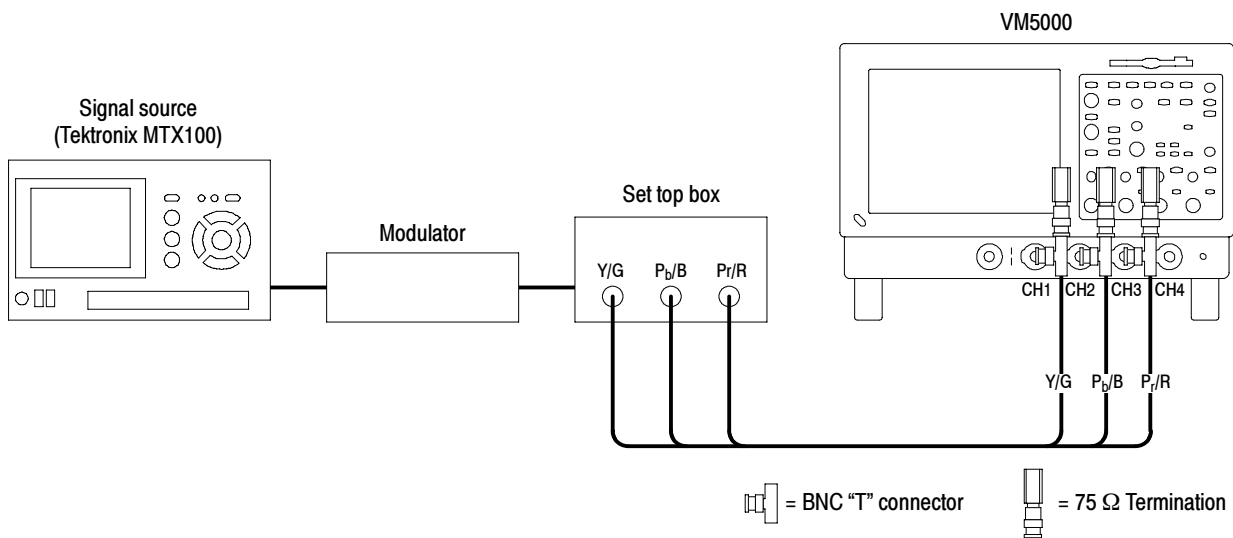 VM5000
Signal source
(Tektronix MTX100)
Set top box
Modulator
Y/G Pb/B Pr/R
CH1 CH2 CH3 CH4
Y/G Pb/B Pr/R
= BNC “T” connector
= 75 Ω Termination